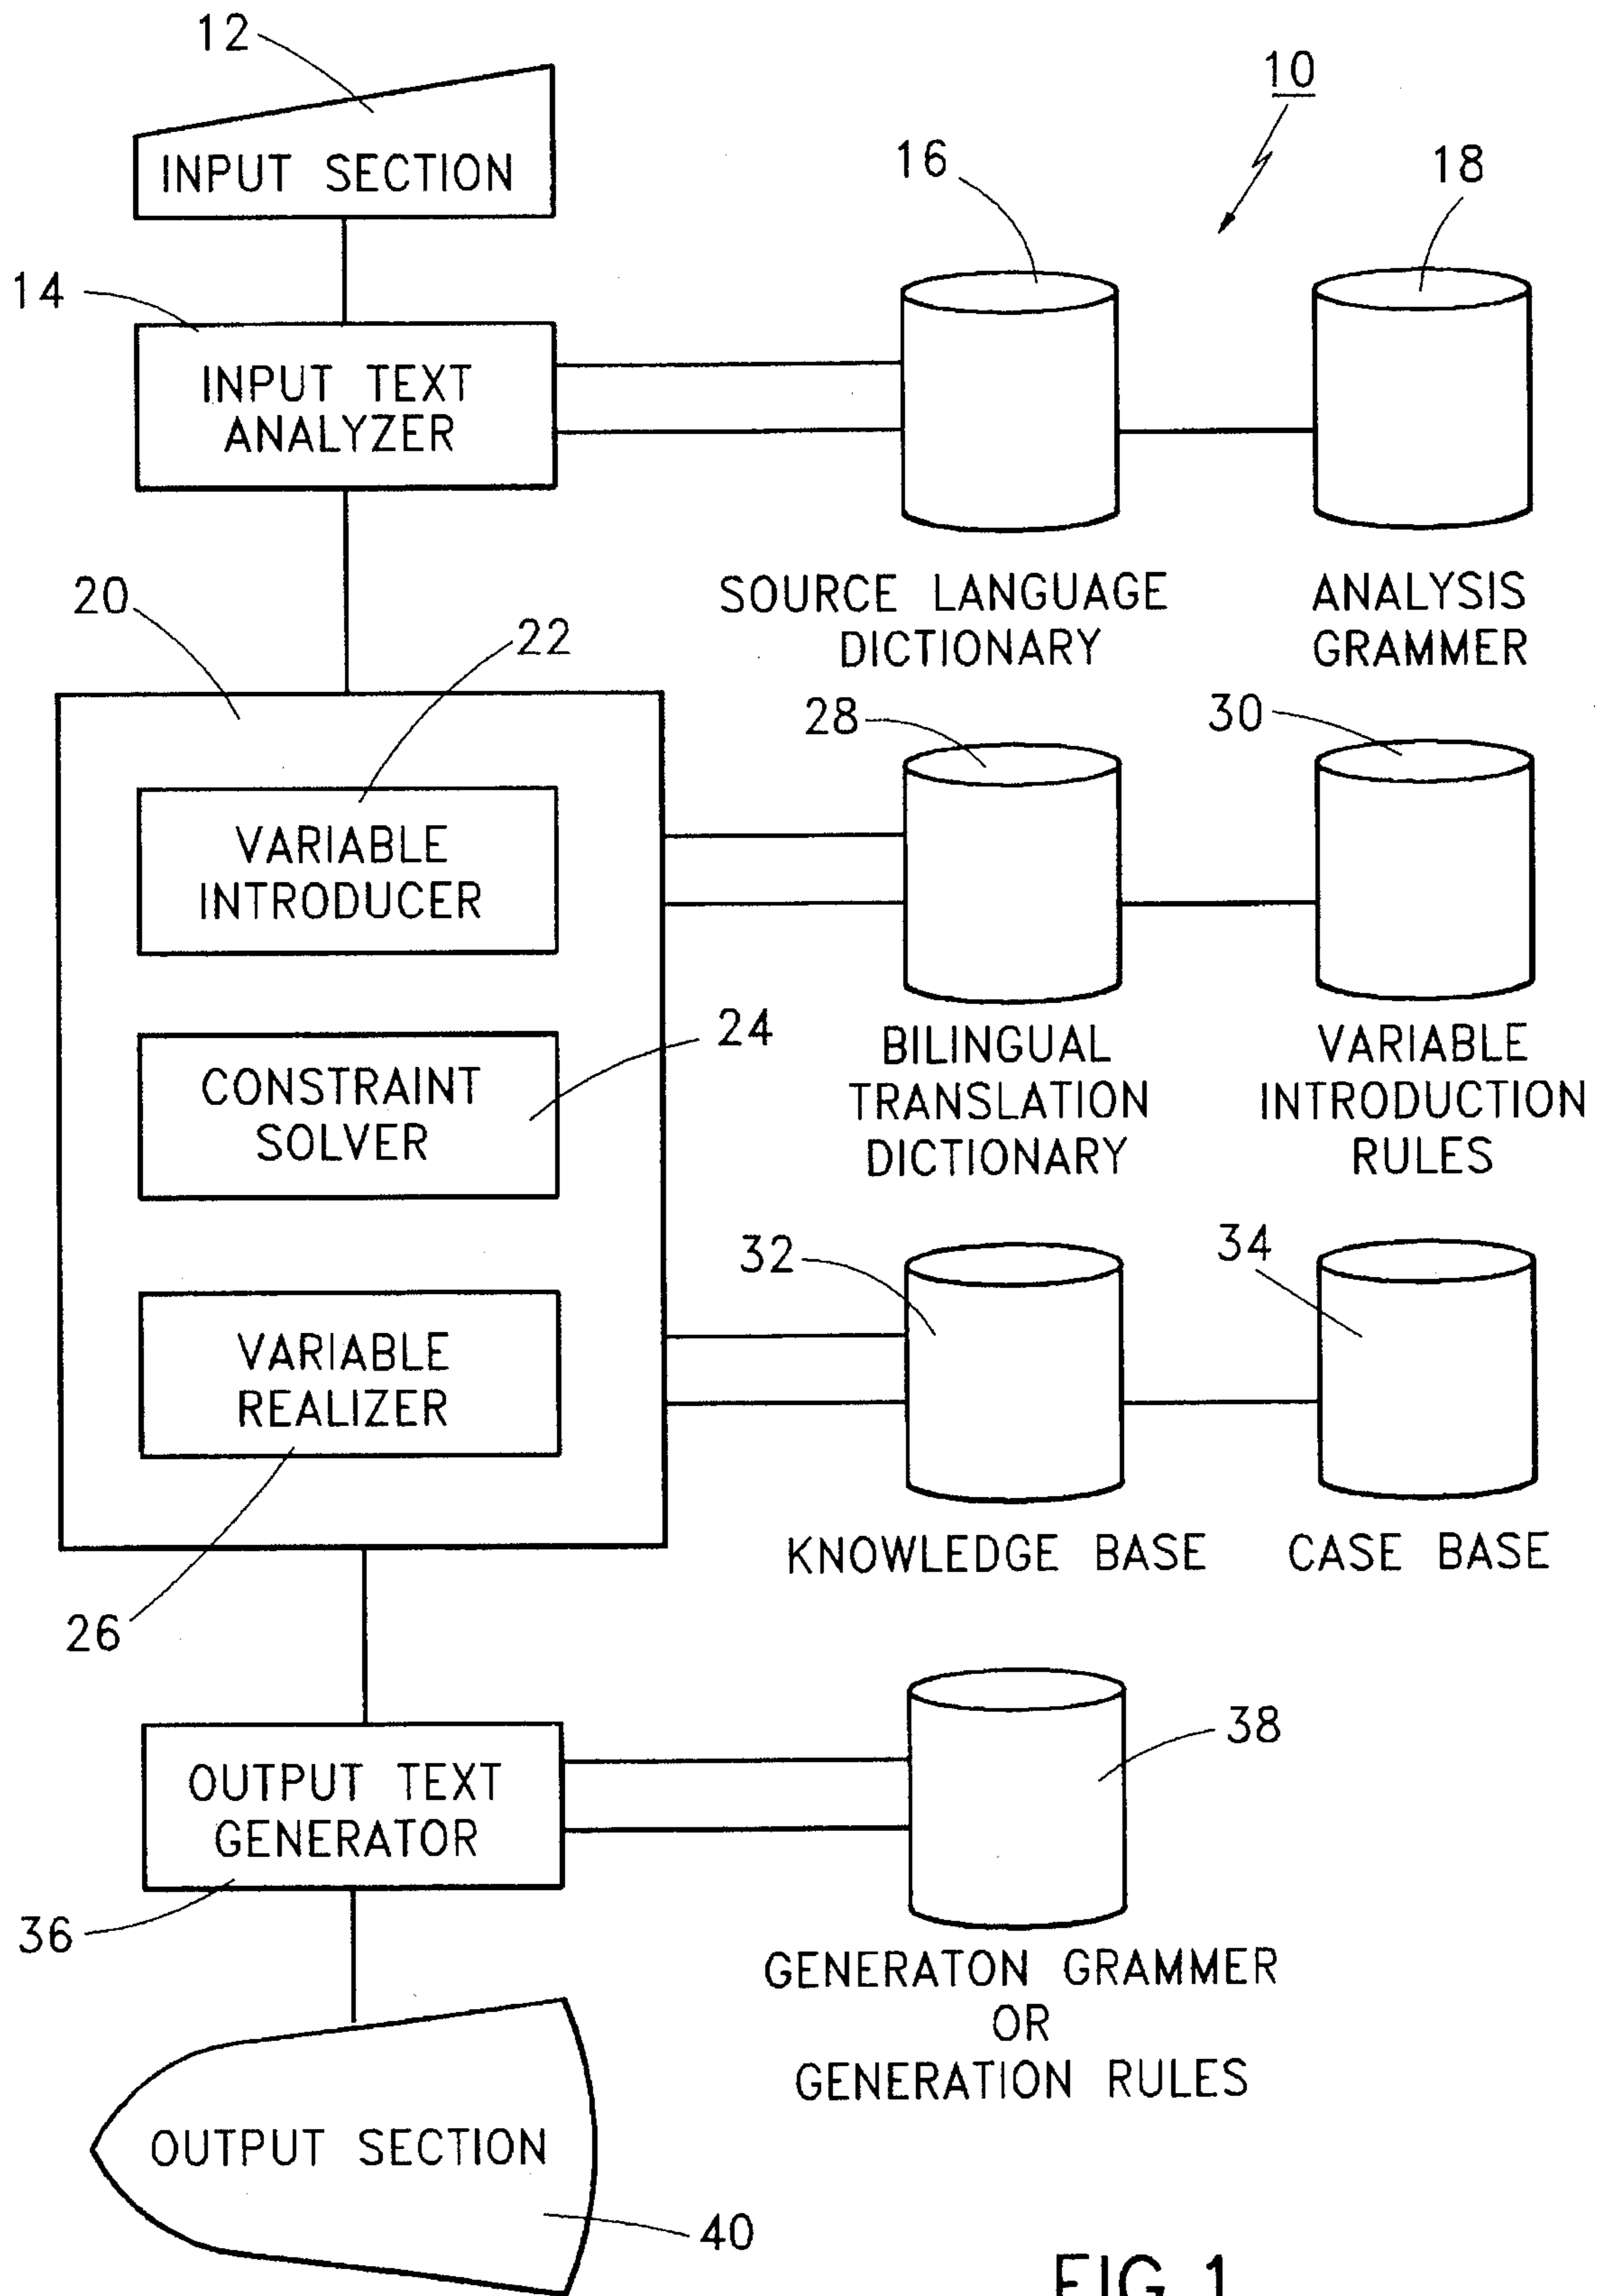 12
10
INPUT SECTION
16
18
14
INPUT TEXT
ANALYZER
SOURCE LANGUAGE
DICTIONARY
ANALYSIS
GRAMMER
20
22
28
30
VARIABLE
INTRODUCER
24
BILINGUAL
TRANSLATION
DICTIONARY
VARIABLE
INTRODUCTION
RULES
CONSTRAINT
SOLVER
32
34
VARIABLE
REALIZER
KNOWLEDGE BASE
CASE BASE
26
38
OUTPUT TEXT
GENERATOR
36
GENERATON GRAMMER
OR
GENERATION RULES
OUTPUT SECTION
40
FIG. 1